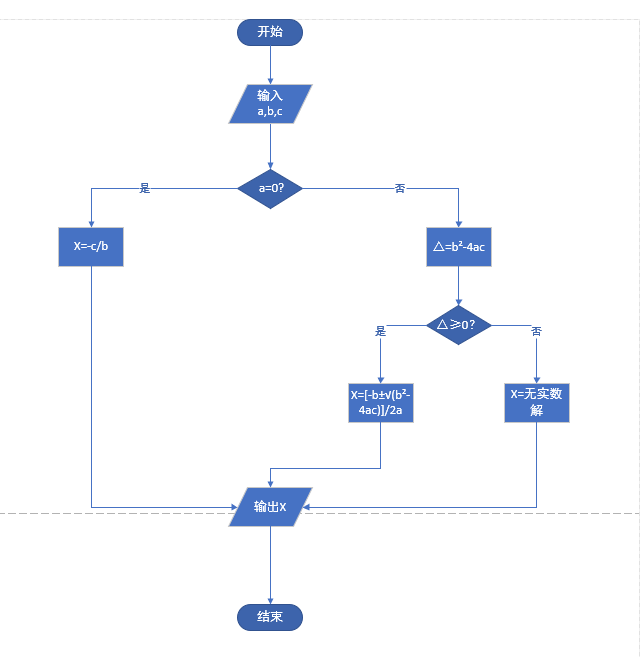 开始
输入
a,b,c
a=0?
是
否
X=-c/b
△=b²-4ac
△≥0?
是
否
X=[-b±√(b²-
4ac)]/2a
X=无实数
解
输出X
结束